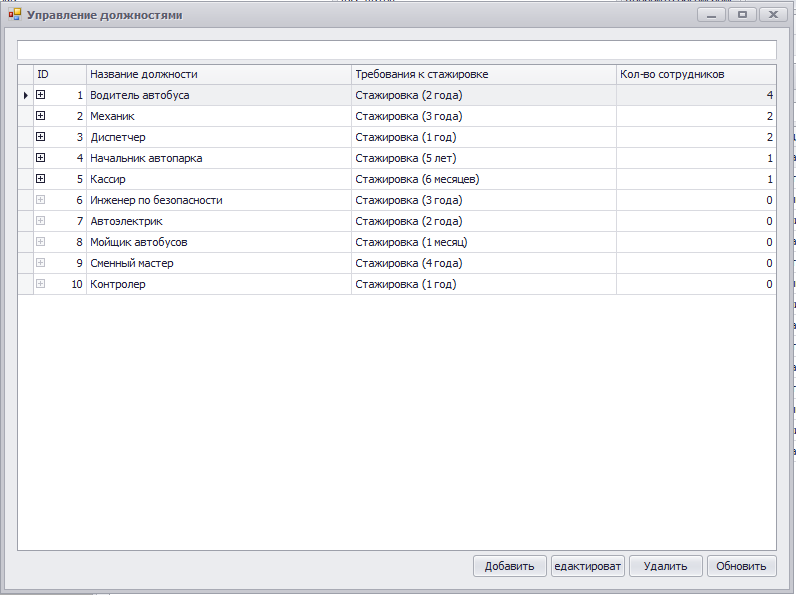 Управление должностями
ID Название должности Требования к стажировке Кол-во сотрудников
1 Водитель автобуса Стажировка (2 года) 4
2 Механик Стажировка (3 года) 2
3 Диспетчер Стажировка (1 год) 2
4 Начальник автопарка Стажировка (5 лет) 1
5 Кассир Стажировка (6 месяцев) 1
6 Инженер по безопасности Стажировка (3 года) 0
7 Автоэлектрик Стажировка (2 года) 0
8 Мойщик автобусов Стажировка (1 месяц) 0
9 Сменный мастер Стажировка (4 года) 0
10 Контролер Стажировка (1 год) 0
Добавить едактироват Удалить Обновить